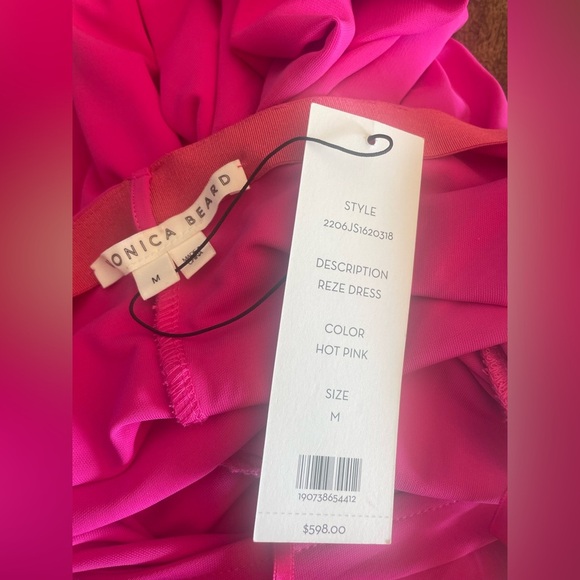 ONICA BEARD
M
STYLE
2206JS1620318
DESCRIPTION
REZE DRESS
COLOR
HOT PINK
SIZE
M
190738654412
$598.00